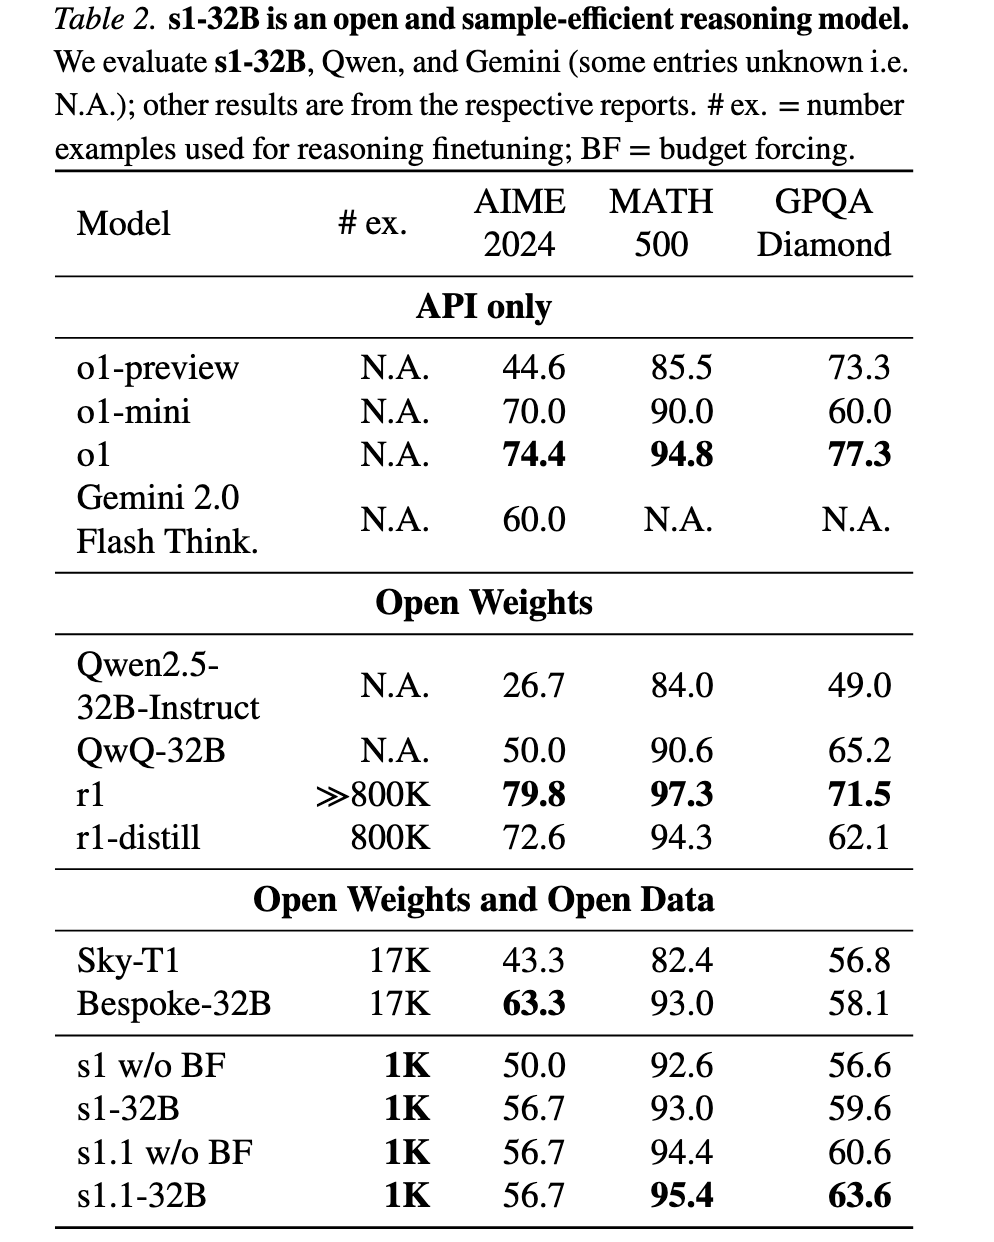 Table 2. s1-32B is an open and sample-efficient reasoning model.
We evaluate s1-32B, Qwen, and Gemini (some entries unknown i.e.
N.A.); other results are from the respective reports. # ex. = number
examples used for reasoning finetuning; BF = budget forcing.
Model # ex. AIME 2024 MATH 500 GPQA Diamond
API only
o1-preview N.A. 44.6 85.5 73.3
o1-mini N.A. 70.0 90.0 60.0
o1 N.A. 74.4 94.8 77.3
Gemini 2.0
Flash Think. N.A. 60.0 N.A. N.A.
Open Weights
Qwen2.5-
32B-Instruct N.A. 26.7 84.0 49.0
QwQ-32B N.A. 50.0 90.6 65.2
r1 ≫800K 79.8 97.3 71.5
r1-distill 800K 72.6 94.3 62.1
Open Weights and Open Data
Sky-T1 17K 43.3 82.4 56.8
Bespoke-32B 17K 63.3 93.0 58.1
s1 w/o BF 1K 50.0 92.6 56.6
s1-32B 1K 56.7 93.0 59.6
s1.1 w/o BF 1K 56.7 94.4 60.6
s1.1-32B 1K 56.7 95.4 63.6